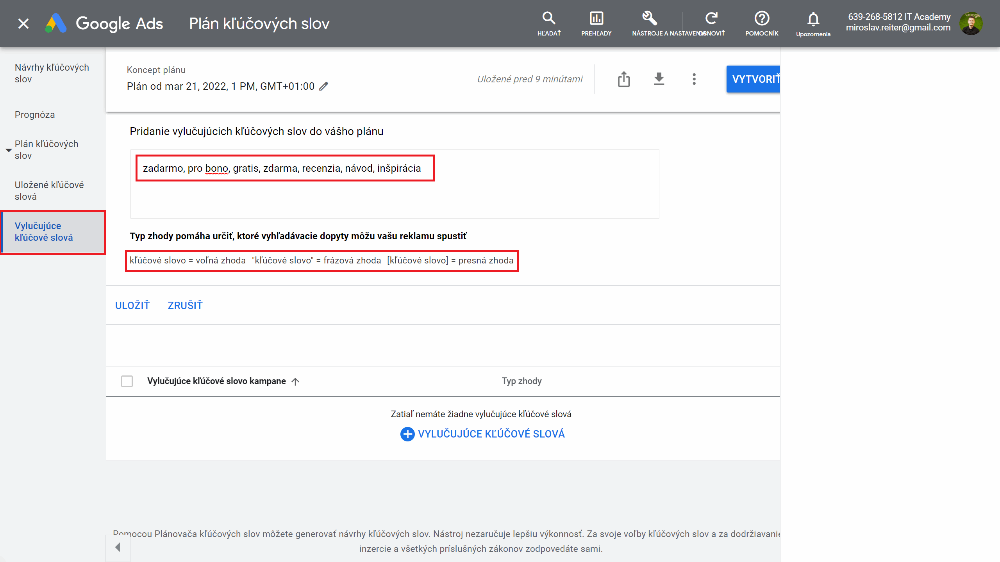 Google Ads
Plán kľúčových slov
HĽADAŤ
PREHĽADY
NÁSTROJE A NASTAVENIA
OBNOVIŤ
POMOCNÍK
Upozornenia
639-268-5812 IT Academy
miroslav.reiter@gmail.com
Google
Návrhy kľúčových
slov
Prognóza
Plán kľúčových
slov
Uložené kľúčové
slová
Vylučujúce
kľúčové slová
Koncept plánu
Plán od mar 21, 2022, 1 PM, GMT+01:00
Uložené pred 9 minútami
VYTVORIŤ
Pridanie vylučujúcich kľúčových slov do vášho plánu
zadarmo, pro bono, gratis, zdarma, recenzia, návod, inšpirácia
Typ zhody pomáha určiť, ktoré vyhľadávacie dopyty môžu vašu reklamu spustiť
kľúčové slovo = voľná zhoda "kľúčové slovo" = frázová zhoda [kľúčové slovo] = presná zhoda
ULOŽIŤ
ZRUŠIŤ
Vylučujúce kľúčové slovo kampane
Typ zhody
Zatiaľ nemáte žiadne vylučujúce kľúčové slová
VYLUČUJÚCE KĽÚČOVÉ SLOVÁ
Pomocou Plánovača kľúčových slov môžete generovať návrhy kľúčových slov. Nástroj nezaručuje lepšiu výkonnosť. Za svoje voľby kľúčových slov a za dodržiavanie
inzercie a všetkých príslušných zákonov zodpovedáte sami.